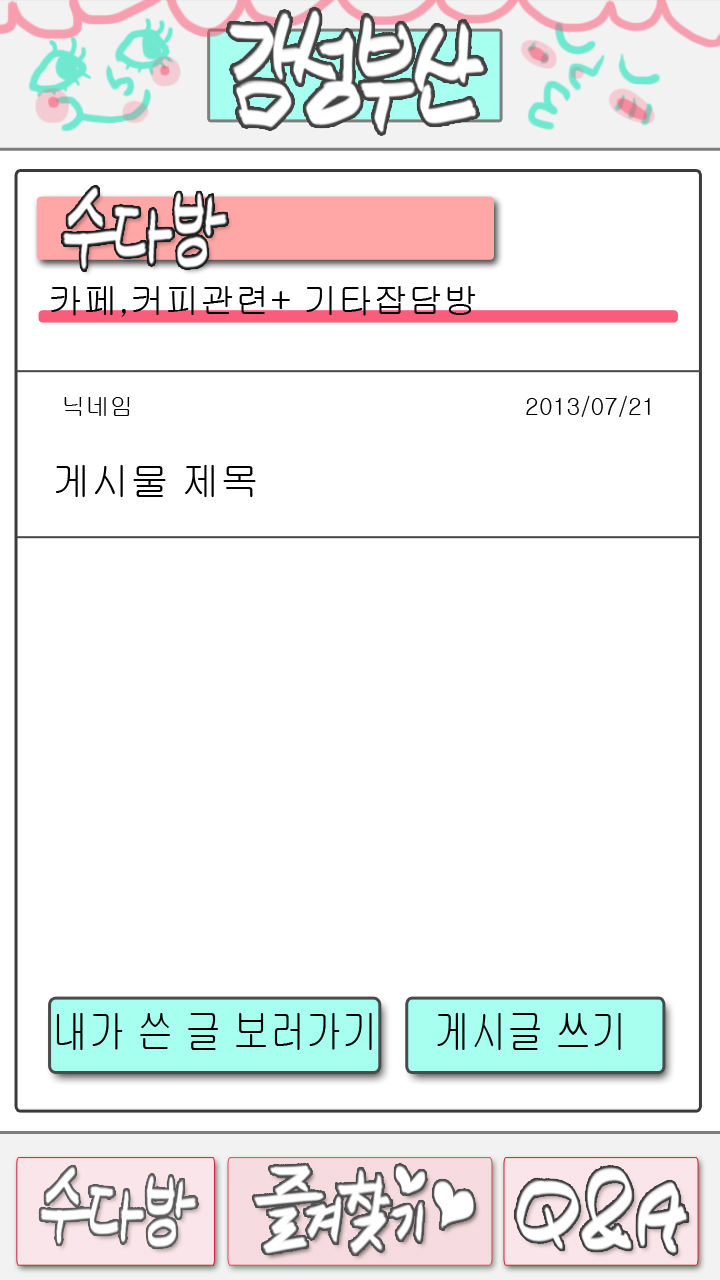 감성부산
수다방
카페,커피관련+ 기타잡담방
닉네임 2013/07/21
게시물 제목
내가 쓴 글 보러가기 게시글 쓰기
수다방 즐겨찾기 Q&A